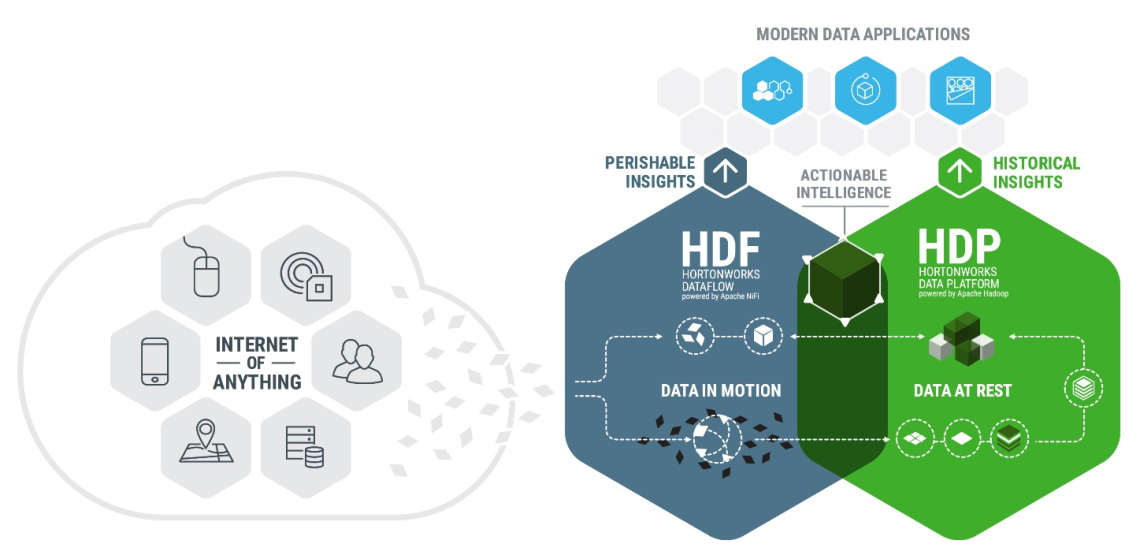 MODERN DATA APPLICATIONS
PERISHABLE
INSIGHTS
ACTIONABLE
INTELLIGENCE
HISTORICAL
INSIGHTS
HDF
HORTONWORKS
DATAFLOW
powered by Apache NiFi
HDP
HORTONWORKS
DATA PLATFORM
powered by Apache Hadoop
INTERNET
OF
ANYTHING
DATA IN MOTION
DATA AT REST